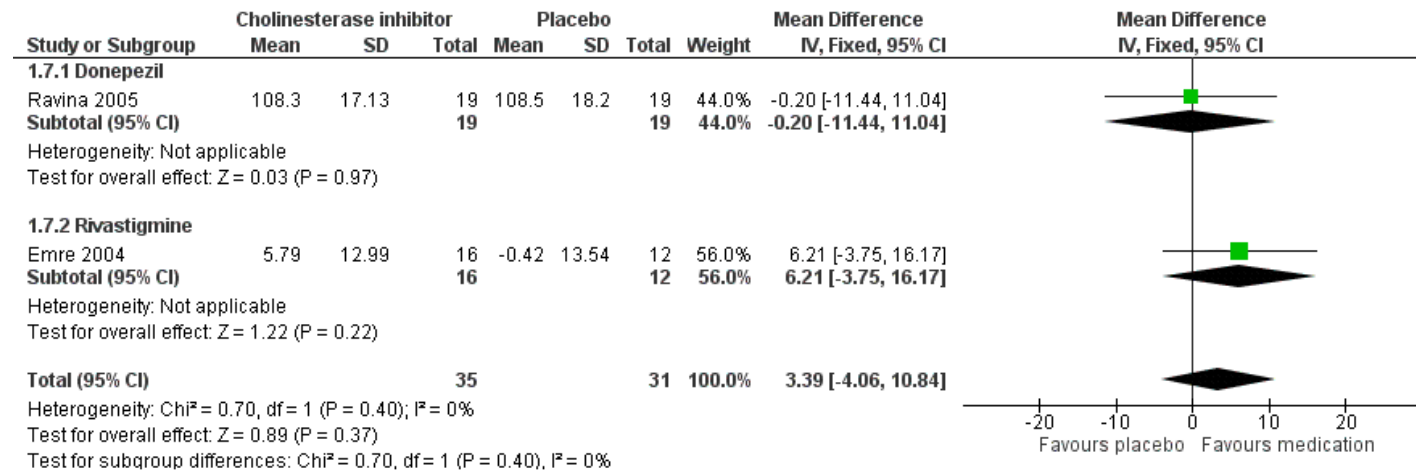 Cholinesterase inhibitor Placebo Mean Difference Mean Difference
Study or Subgroup Mean SD Total Mean SD Total Weight IV, Fixed, 95% CI IV, Fixed, 95% CI
1.7.1 Donepezil
Ravina 2005 108.3 17.13 19 108.5 18.2 19 44.0% -0.20 [-11.44, 11.04]
Subtotal (95% CI) 19 19 44.0% -0.20 [-11.44, 11.04]
Heterogeneity: Not applicable
Test for overall effect: Z = 0.03 (P = 0.97)
1.7.2 Rivastigmine
Emre 2004 5.79 12.99 16 -0.42 13.54 12 56.0% 6.21 [-3.75, 16.17]
Subtotal (95% CI) 16 12 56.0% 6.21 [-3.75, 16.17]
Heterogeneity: Not applicable
Test for overall effect: Z = 1.22 (P = 0.22)
Total (95% CI) 35 31 100.0% 3.39 [-4.06, 10.84]
Heterogeneity: Chi² = 0.70, df = 1 (P = 0.40); I² = 0%
Test for overall effect: Z = 0.89 (P = 0.37)
Test for subgroup differences: Chi² = 0.70, df = 1 (P = 0.40), I² = 0%
-20 -10 0 10 20
Favours placebo Favours medication